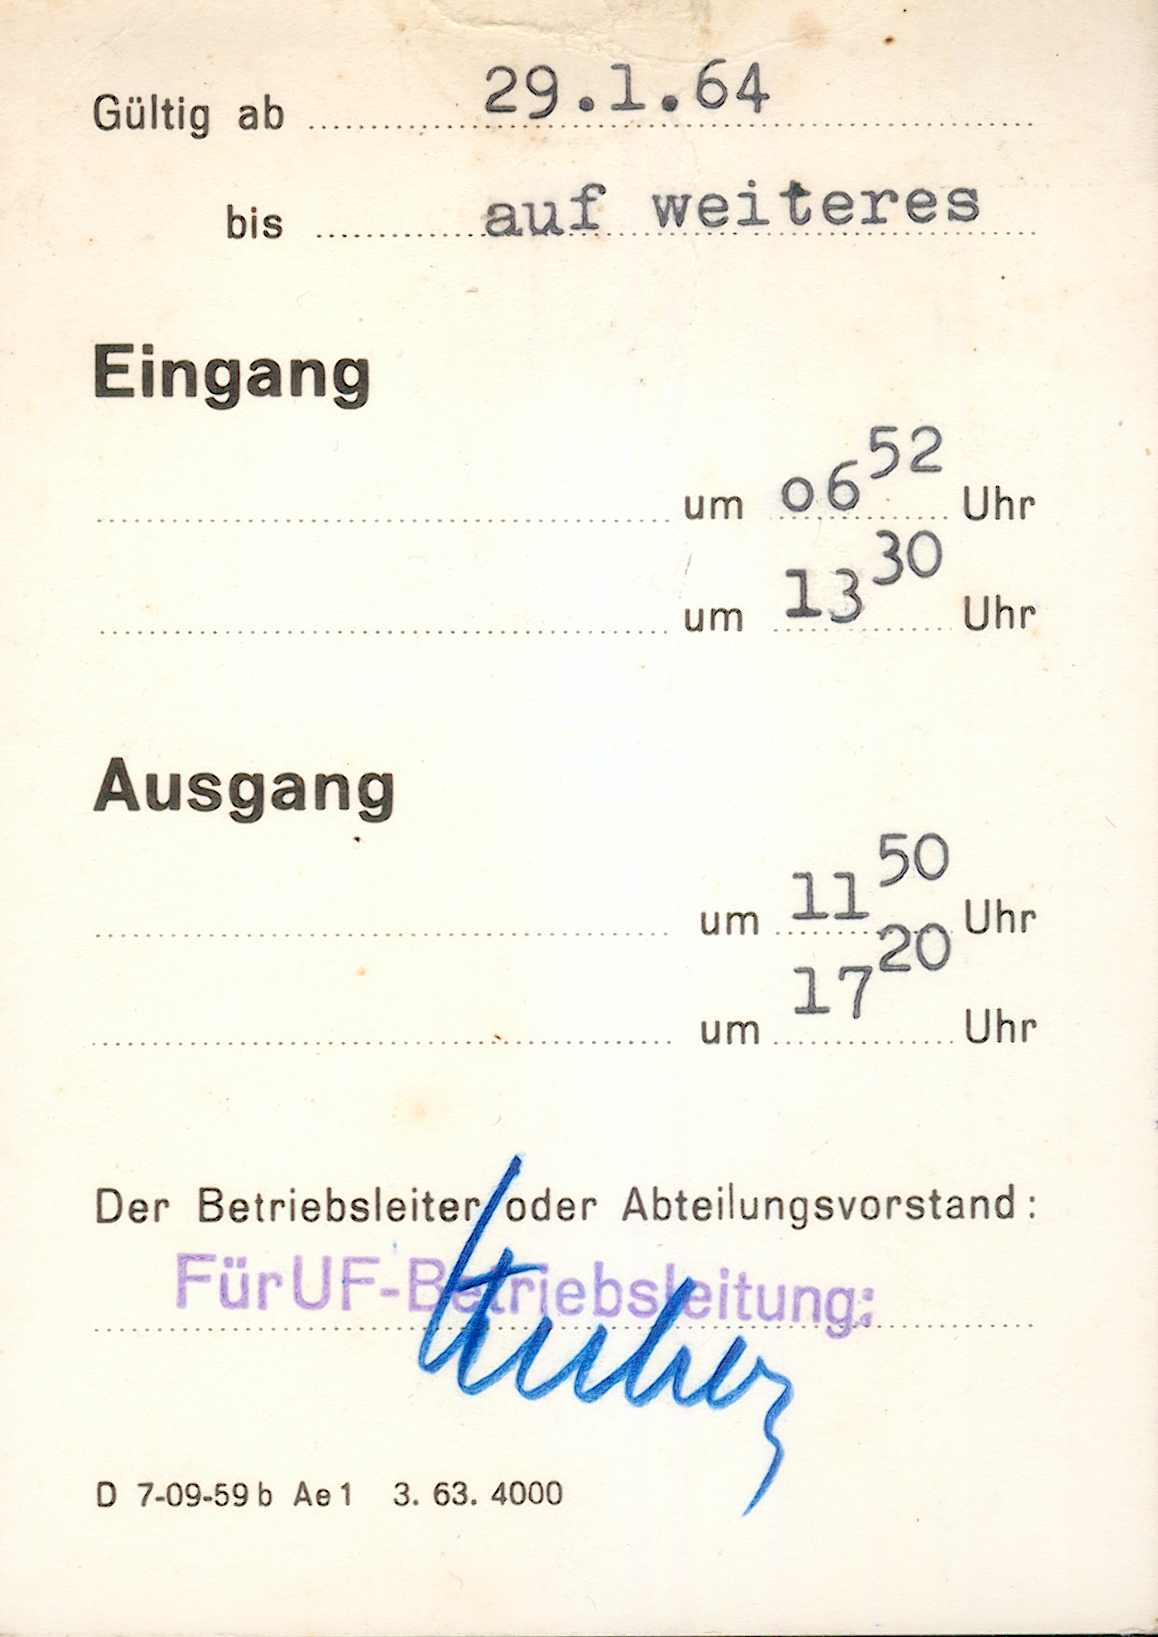 Gültig ab 29.1.64
bis auf weiteres
Eingang
um o6 52 Uhr
um 13 30 Uhr
Ausgang
um 11 50 Uhr
um 17 20 Uhr
Der Betriebsleiter oder Abteilungsvorstand:
Für UF-Betriebsleitung:
Huber
D 7-09-59 b Ae 1 3. 63. 4000